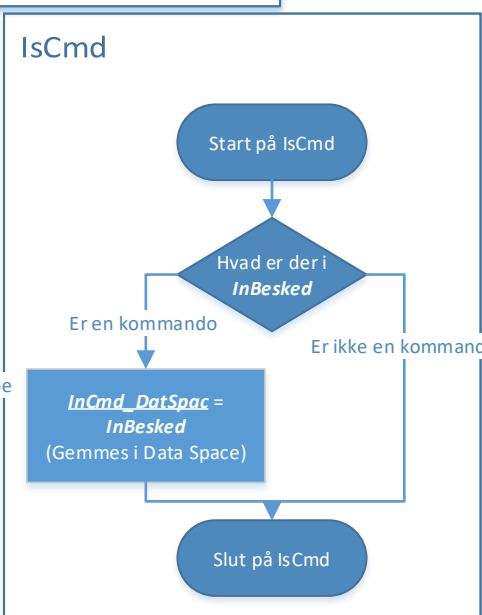 IsCmd
Start på IsCmd
Hvad er der i
InBesked
Er en kommando
Er ikke en kommand
InCmd_DatSpac =
InBesked
(Gemmes i Data Space)
Slut på IsCmd